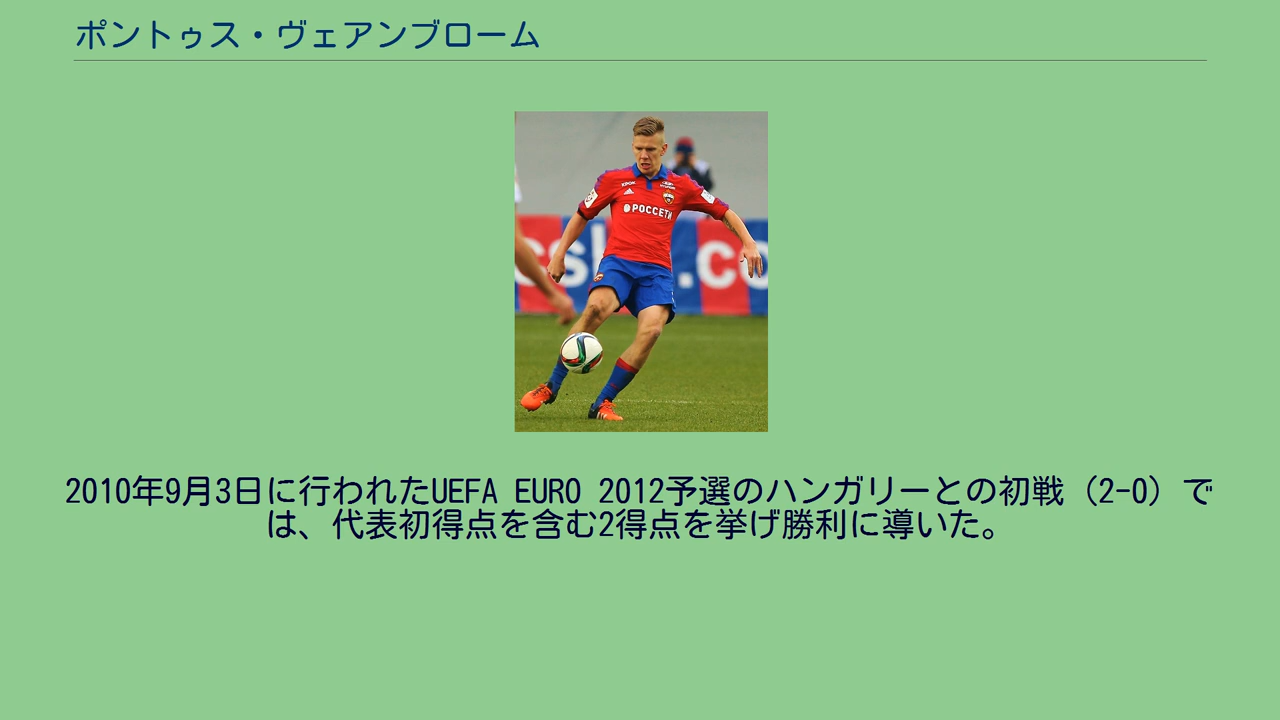 ポントゥス・ヴェアンブローム
КРОК
РОССЕТИ
.co
2010年9月3日に行われたUEFA EURO 2012予選のハンガリーとの初戦（2-0）で
は、代表初得点を含む2得点を挙げ勝利に導いた。